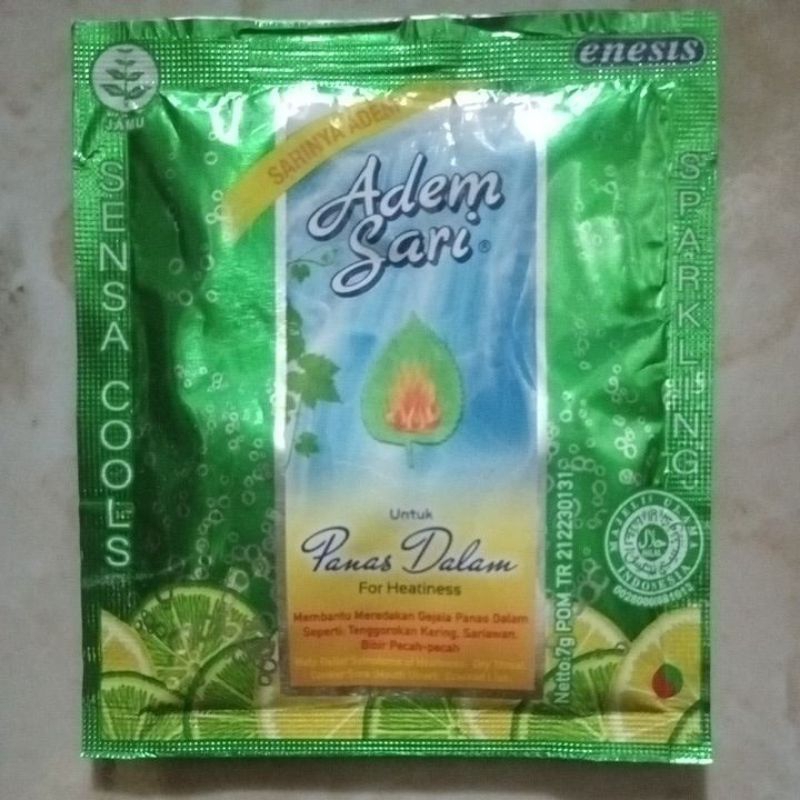 enesis
JAMU
SARINYA ADEM
Adem
Sari®
SENSA COOLS
SPARKLING
Untuk
Panas Dalam
For Heatiness
Membantu Meredakan Gejala Panas Dalam
Seperti: Tenggorokan Kering, Sariawan,
Bibir Pecah-pecah
Netto:7g POM TR 212230131
MAJELIS ULAMA
HALAL
INDONESIA